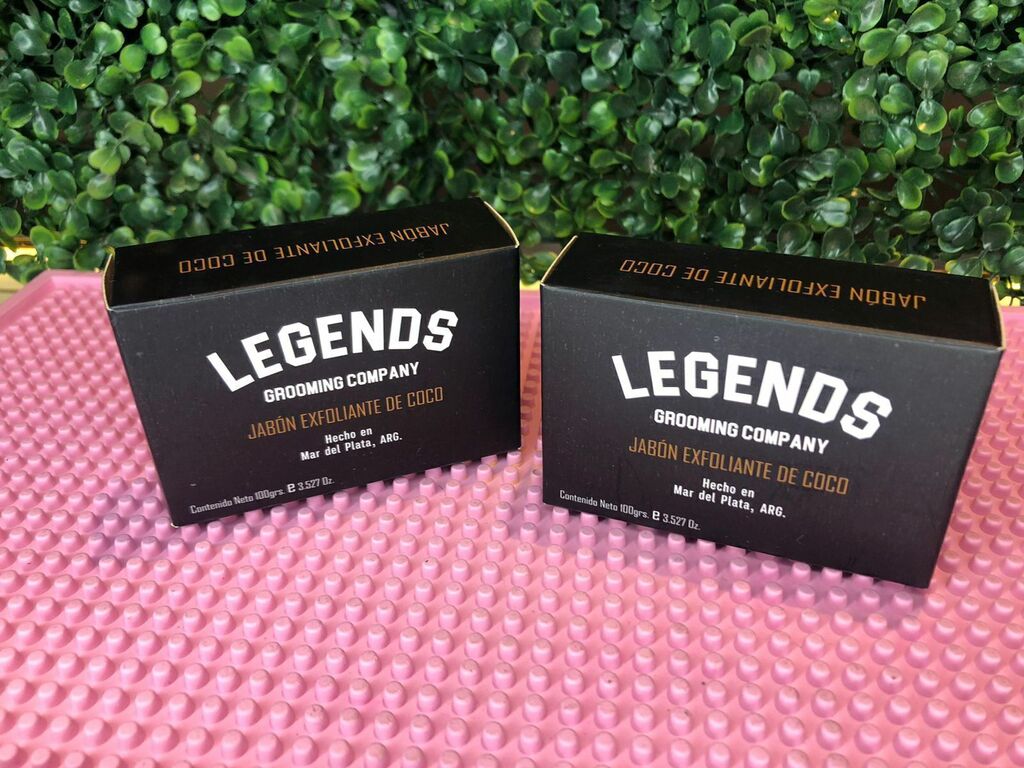 JABÓN EXFOLIANTE DE COCO
LEGENDS
GROOMING COMPANY
JABÓN EXFOLIANTE DE COCO
Hecho en
Mar del Plata, ARG.
Contenido Neto 100grs. ℮ 3.527 Oz.
JABÓN EXFOLIANTE DE COCO
LEGENDS
GROOMING COMPANY
JABÓN EXFOLIANTE DE COCO
Hecho en
Mar del Plata, ARG.
Contenido Neto 100grs. ℮ 3.527 Oz.